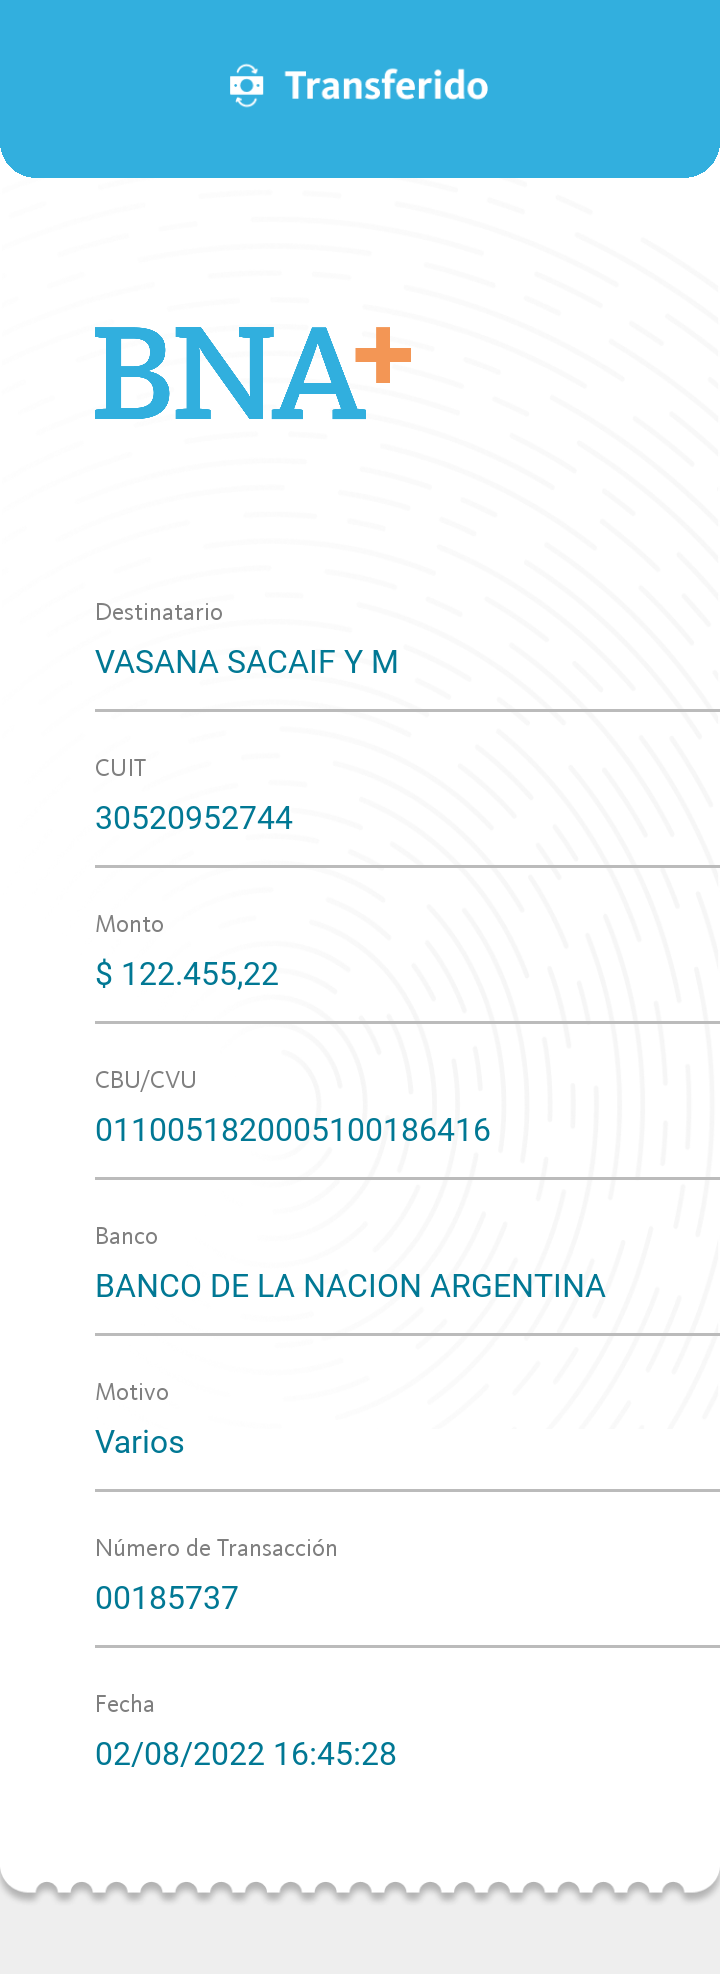 Transferido
BNA+
Destinatario
VASANA SACAIF Y M
CUIT
30520952744
Monto
$ 122.455,22
CBU/CVU
0110051820005100186416
Banco
BANCO DE LA NACION ARGENTINA
Motivo
Varios
Número de Transacción
00185737
Fecha
02/08/2022 16:45:28